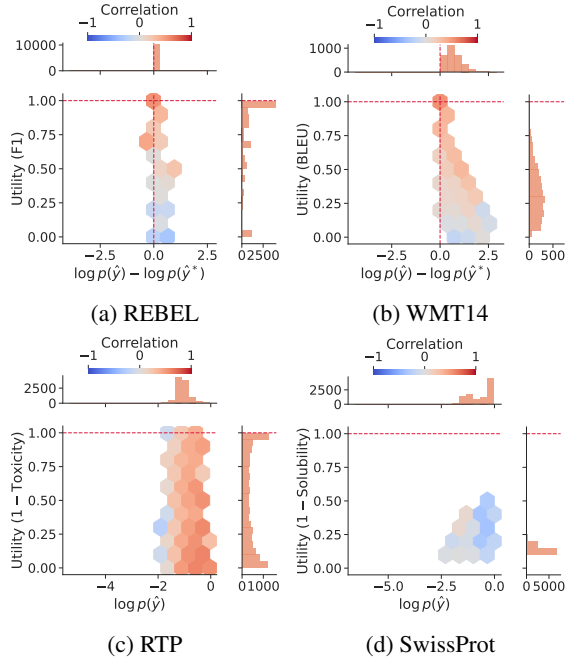 Correlation
−1 0 1
10000
0
1.00
0.75
0.50
0.25
0.00
Utility (F1)
−2.5 0.0 2.5
0 2500
log p(ŷ) − log p(ŷ*)
(a) REBEL
Correlation
−1 0 1
1000
0
1.00
0.75
0.50
0.25
0.00
Utility (BLEU)
−2.5 0.0 2.5
0 500
log p(ŷ) − log p(ŷ*)
(b) WMT14
Correlation
−1 0 1
2500
0
1.00
0.75
0.50
0.25
0.00
Utility (1 − Toxicity)
−4 −2 0
0 1000
log p(ŷ)
(c) RTP
Correlation
−1 0 1
2500
0
1.00
0.75
0.50
0.25
0.00
Utility (1 − Solubility)
−5.0 −2.5 0.0
0 5000
log p(ŷ)
(d) SwissProt